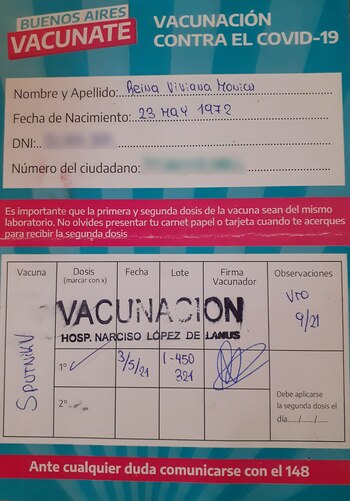 BUENOS AIRES
VACUNATE
VACUNACIÓN
CONTRA EL COVID-19
Nombre y Apellido: Reina Viviana Monica
Fecha de Nacimiento: 23 MAY 1972
DNI:
Número del ciudadano:
Es importante que la primera y segunda dosis de la vacuna sean del mismo
laboratorio. No olvides presentar tu carnet papel o tarjeta cuando te acerques
para recibir la segunda dosis
Vacuna Dosis Fecha Lote Firma Observaciones
(marcar con x) Vacunador
VACUNACION
HOSP. NARCISO LÓPEZ DE LANUS
SPUTNIK V
1º 3/5/21 1-450
321
VTO
9/21
2º
Debe aplicarse
la segunda dosis el
día....../....../......
Ante cualquier duda comunicarse con el 148